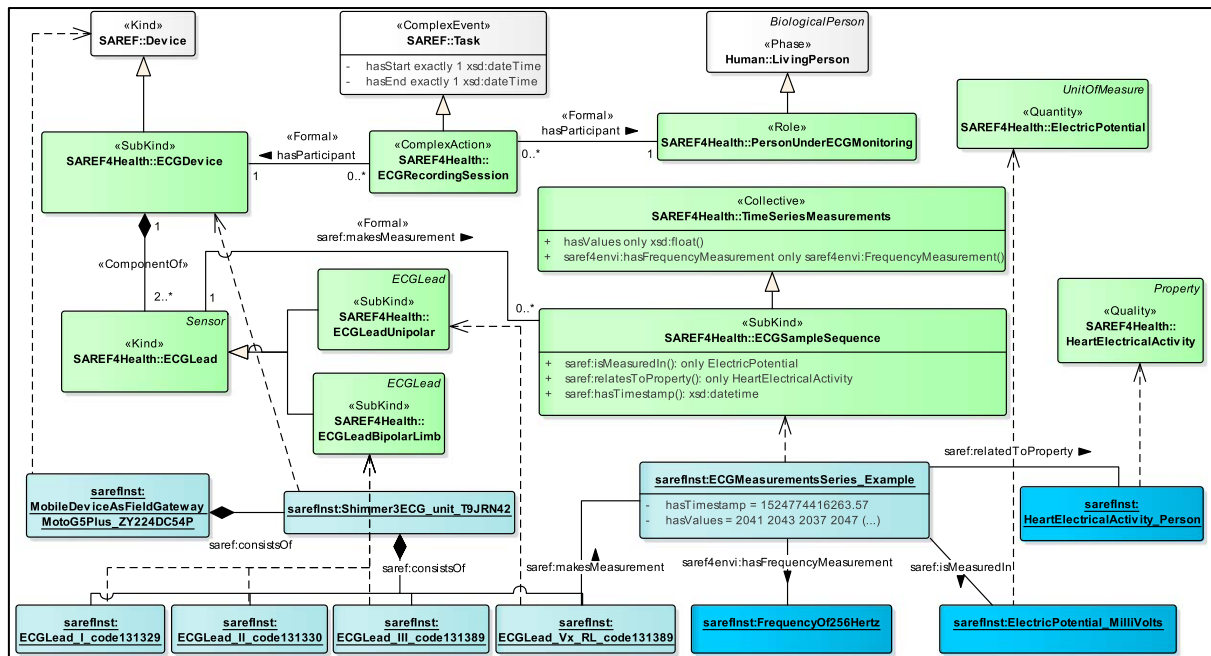 «Kind»
SAREF::Device
«ComplexEvent»
SAREF::Task
- hasStart exactly 1 xsd:dateTime
- hasEnd exactly 1 xsd:dateTime
BiologicalPerson
«Phase»
Human::LivingPerson
UnitOfMeasure
«Quantity»
SAREF4Health::ElectricPotential
«SubKind»
SAREF4Health::ECGDevice
«Formal»
hasParticipant
1
0..*
«ComplexAction»
SAREF4Health::
ECGRecordingSession
«Formal»
hasParticipant
0..*
1
«Role»
SAREF4Health::PersonUnderECGMonitoring
«Collective»
SAREF4Health::TimeSeriesMeasurements
+ hasValues only xsd:float()
+ saref4envi:hasFrequencyMeasurement only saref4envi:FrequencyMeasurement()
1
«ComponentOf»
2..*
«Formal»
saref:makesMeasurement
1
0..*
Sensor
«Kind»
SAREF4Health::ECGLead
ECGLead
«SubKind»
SAREF4Health::
ECGLeadUnipolar
ECGLead
«SubKind»
SAREF4Health::
ECGLeadBipolarLimb
«SubKind»
SAREF4Health::ECGSampleSequence
+ saref:isMeasuredIn(): only ElectricPotential
+ saref:relatesToProperty(): only HeartElectricalActivity
+ saref:hasTimestamp(): xsd:datetime
Property
«Quality»
SAREF4Health::
HeartElectricalActivity
sarefInst:
MobileDeviceAsFieldGateway
_MotoG5Plus_ZY224DC54P
sarefInst:Shimmer3ECG_unit_T9JRN42
saref:consistsOf
saref:consistsOf
sarefInst:ECGMeasurementsSeries_Example
- hasTimestamp = 1524774416263.57
- hasValues = 2041 2043 2037 2047 (...)
saref:relatedToProperty
sarefInst:
HeartElectricalActivity_Person
saref:makesMeasurement
saref4envi:hasFrequencyMeasurement
saref:isMeasuredIn
sarefInst:
ECGLead_I_code131329
sarefInst:
ECGLead_II_code131330
sarefInst:
ECGLead_III_code131389
sarefInst:
ECGLead_Vx_RL_code131389
sarefInst:FrequencyOf256Hertz
sarefInst:ElectricPotential_MilliVolts